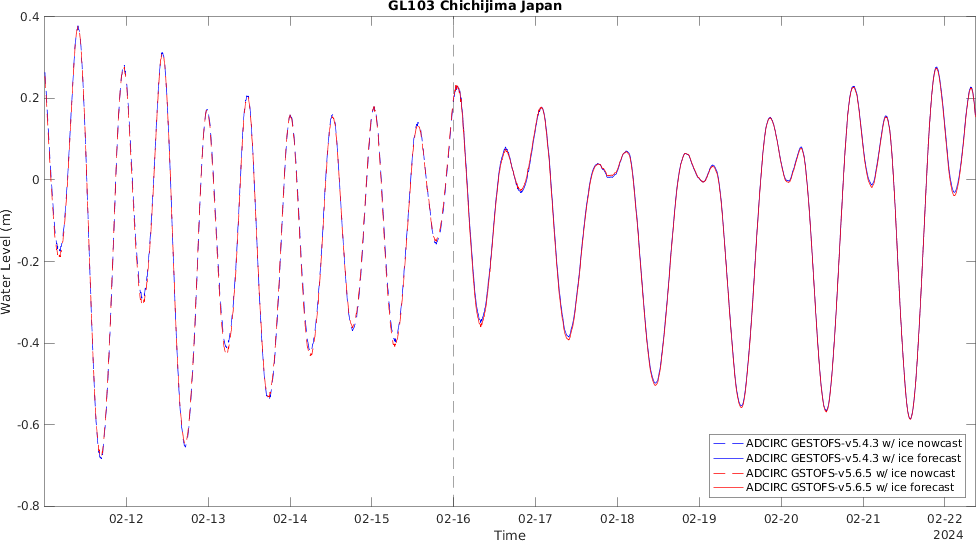 GL103 Chichijima Japan
0.4
0.2
0
-0.2
-0.4
-0.6
-0.8
Water Level (m)
02-12 02-13 02-14 02-15 02-16 02-17 02-18 02-19 02-20 02-21 02-22
2024
Time
ADCIRC GESTOFS-v5.4.3 w/ ice nowcast
ADCIRC GESTOFS-v5.4.3 w/ ice forecast
ADCIRC GSTOFS-v5.6.5 w/ ice nowcast
ADCIRC GSTOFS-v5.6.5 w/ ice forecast